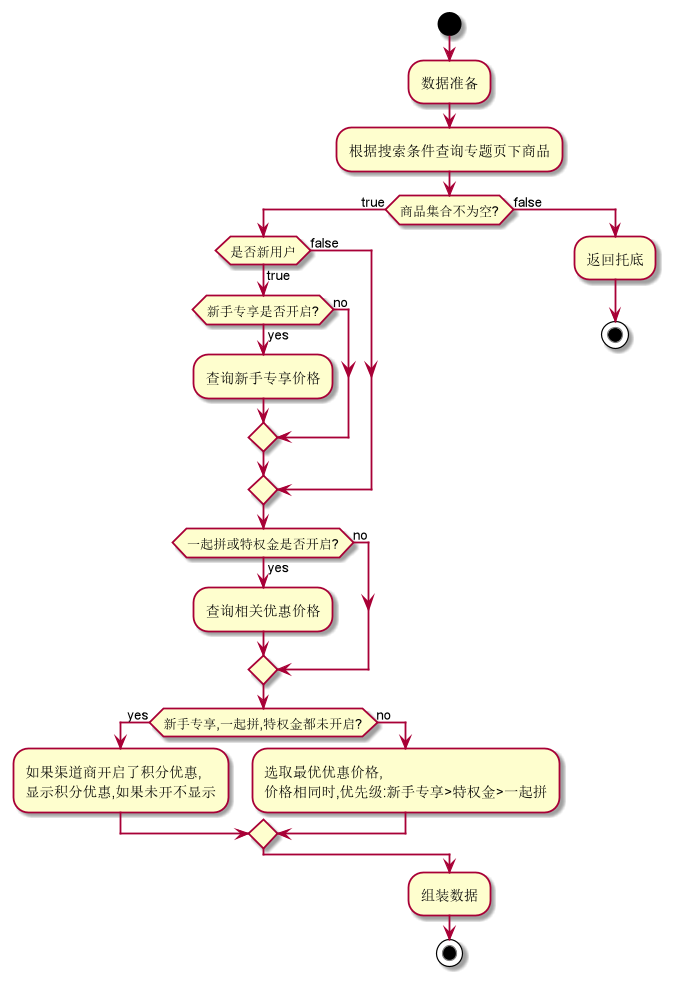 数据准备
根据搜索条件查询专题页下商品
true
商品集合不为空?
false
是否新用户
false
返回托底
true
新手专享是否开启?
no
yes
查询新手专享价格
一起拼或特权金是否开启?
no
yes
查询相关优惠价格
yes
新手专享,一起拼,特权金都未开启?
no
如果渠道商开启了积分优惠,
显示积分优惠,如果未开不显示
选取最优优惠价格,
价格相同时,优先级:新手专享>特权金>一起拼
组装数据